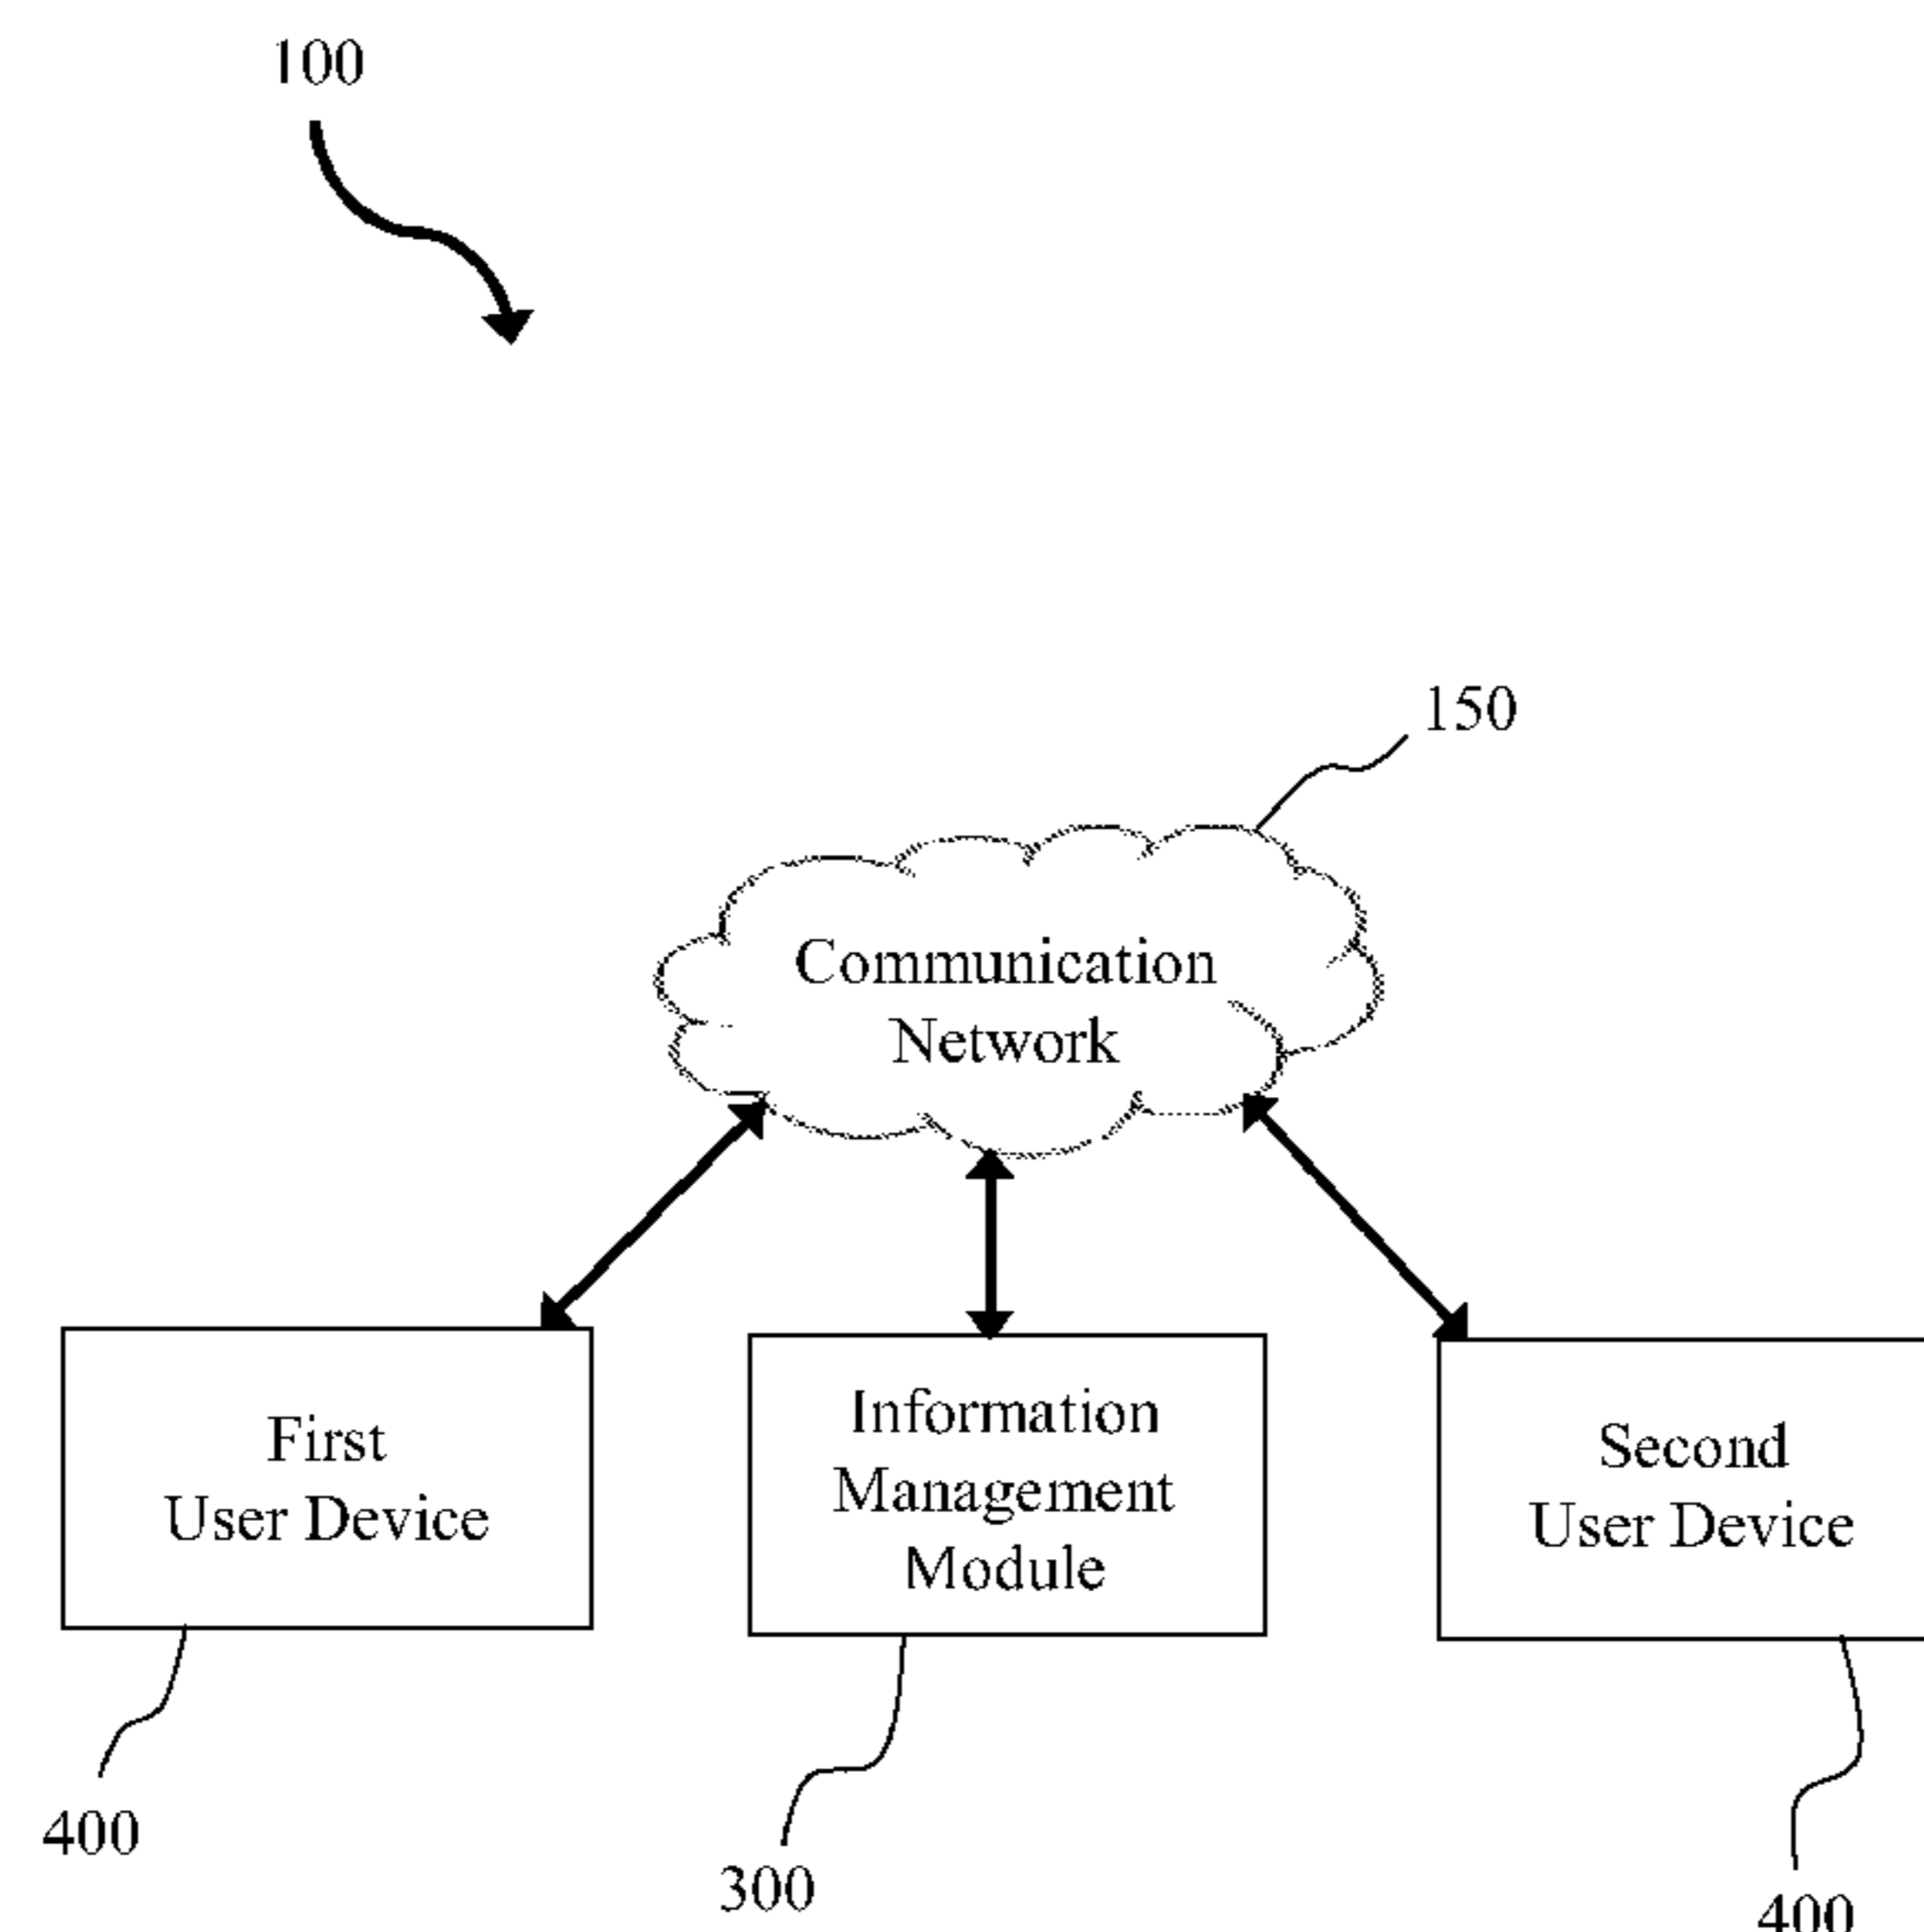 100
150
Communication
Network
First
User Device
Information
Management
Module
Second
User Device
400
300
400